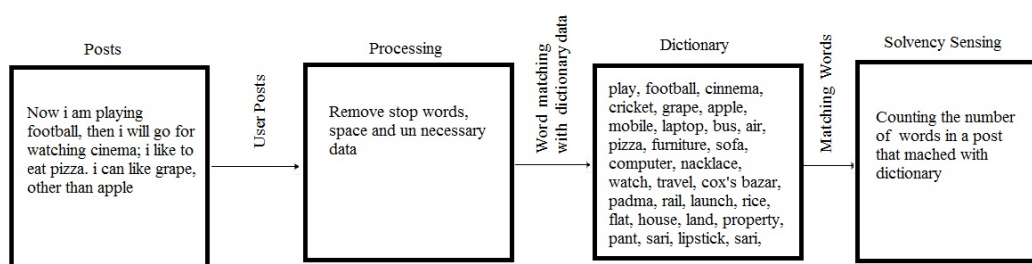 Posts
Now i am playing
football, then i will go for
watching cinema; i like to
eat pizza. i can like grape,
other than apple
User Posts
Processing
Remove stop words,
space and un necessary
data
Word matching
with dictionary data
Dictionary
play, football, cinnema,
cricket, grape, apple,
mobile, laptop, bus, air,
pizza, furniture, sofa,
computer, nacklace,
watch, travel, cox's bazar,
padma, rail, launch, rice,
flat, house, land, property,
pant, sari, lipstick, sari,
Matching Words
Solvency Sensing
Counting the number
of words in a post
that mached with
dictionary